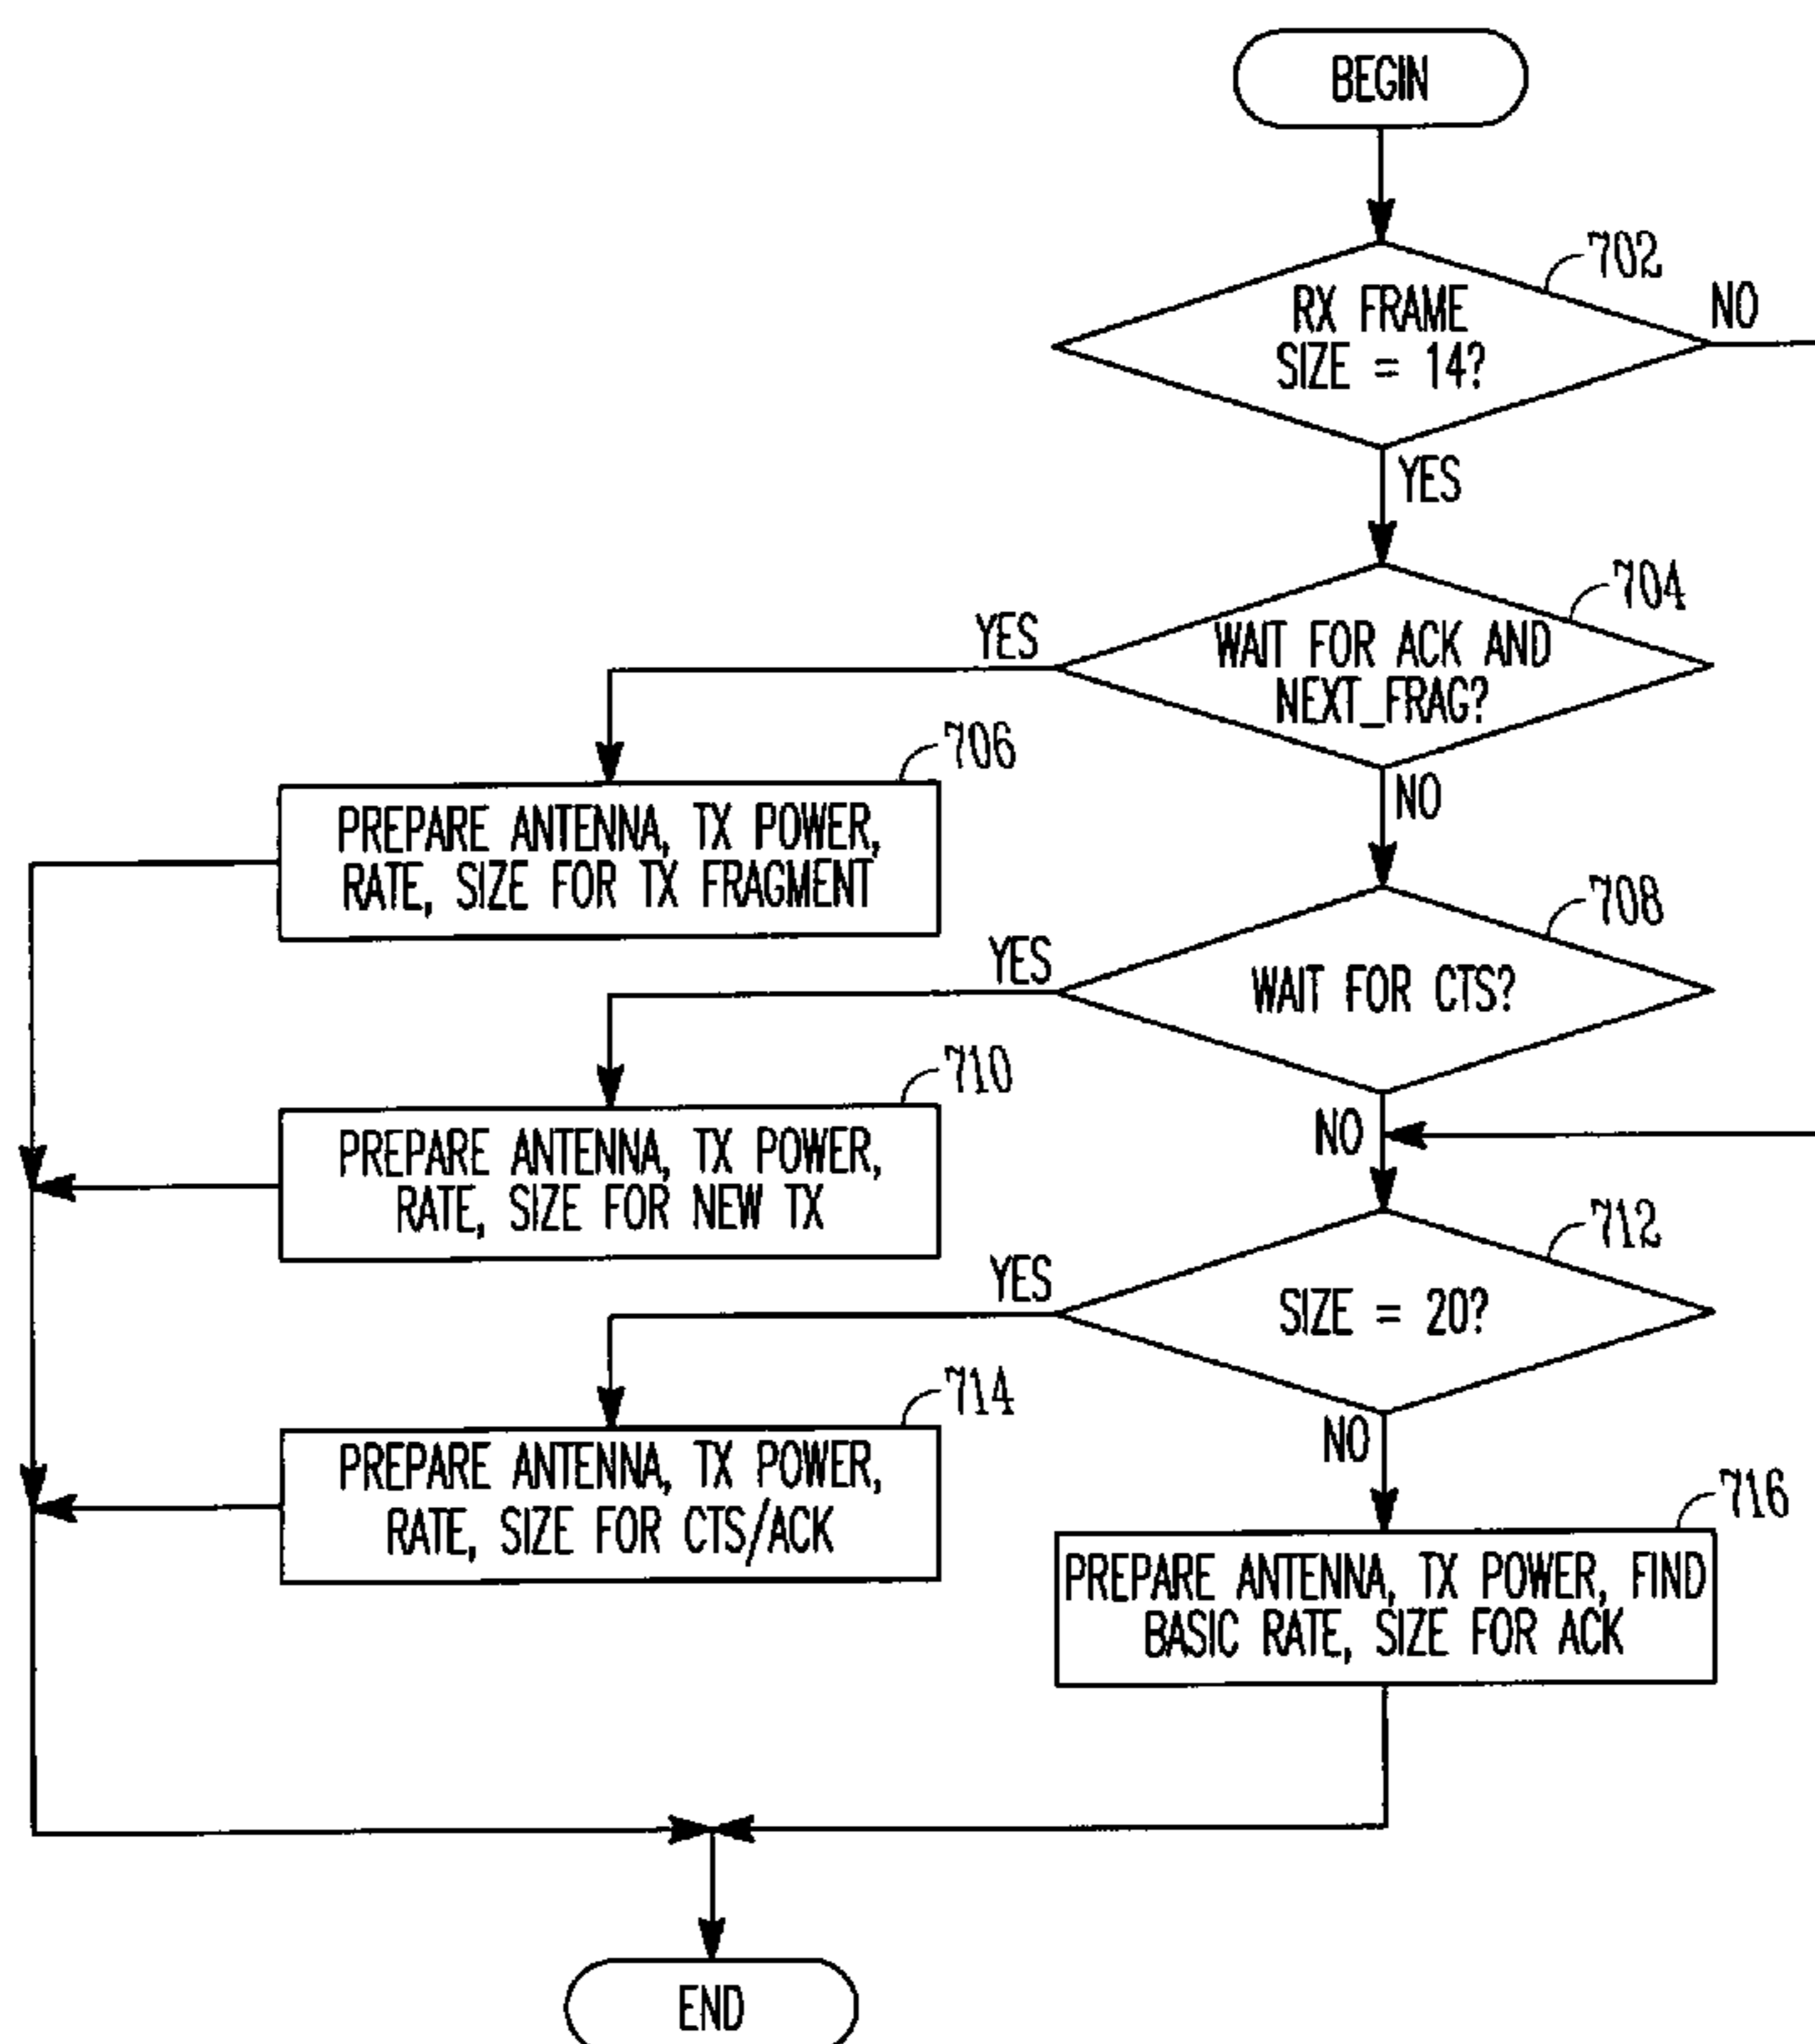 BEGIN
702
RX FRAME
SIZE = 14?
NO
YES
704
WAIT FOR ACK AND
NEXT_FRAG?
YES
NO
706
PREPARE ANTENNA, TX POWER,
RATE, SIZE FOR TX FRAGMENT
708
WAIT FOR CTS?
YES
NO
710
PREPARE ANTENNA, TX POWER,
RATE, SIZE FOR NEW TX
712
SIZE = 20?
YES
NO
714
PREPARE ANTENNA, TX POWER,
RATE, SIZE FOR CTS/ACK
716
PREPARE ANTENNA, TX POWER, FIND
BASIC RATE, SIZE FOR ACK
END